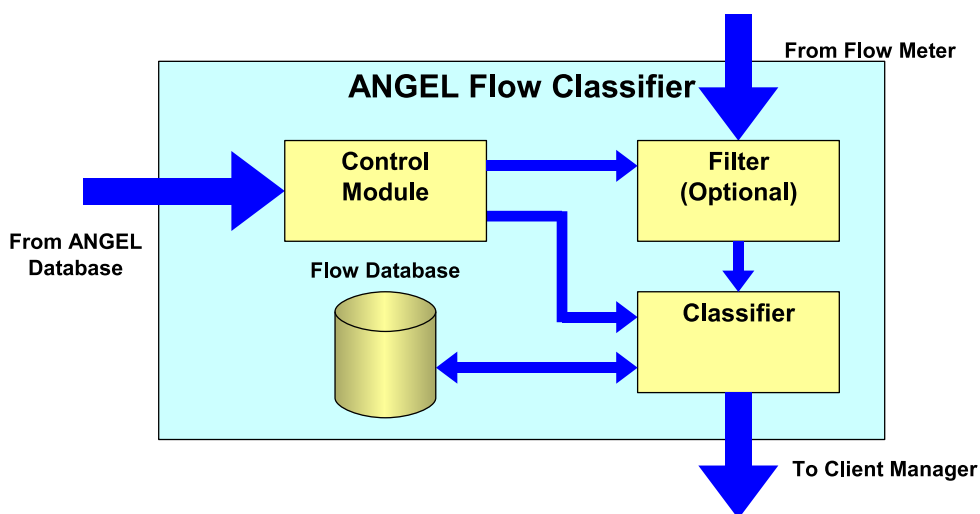 From Flow Meter
ANGEL Flow Classifier
Control
Module
Filter
(Optional)
From ANGEL
Database
Flow Database
Classifier
To Client Manager